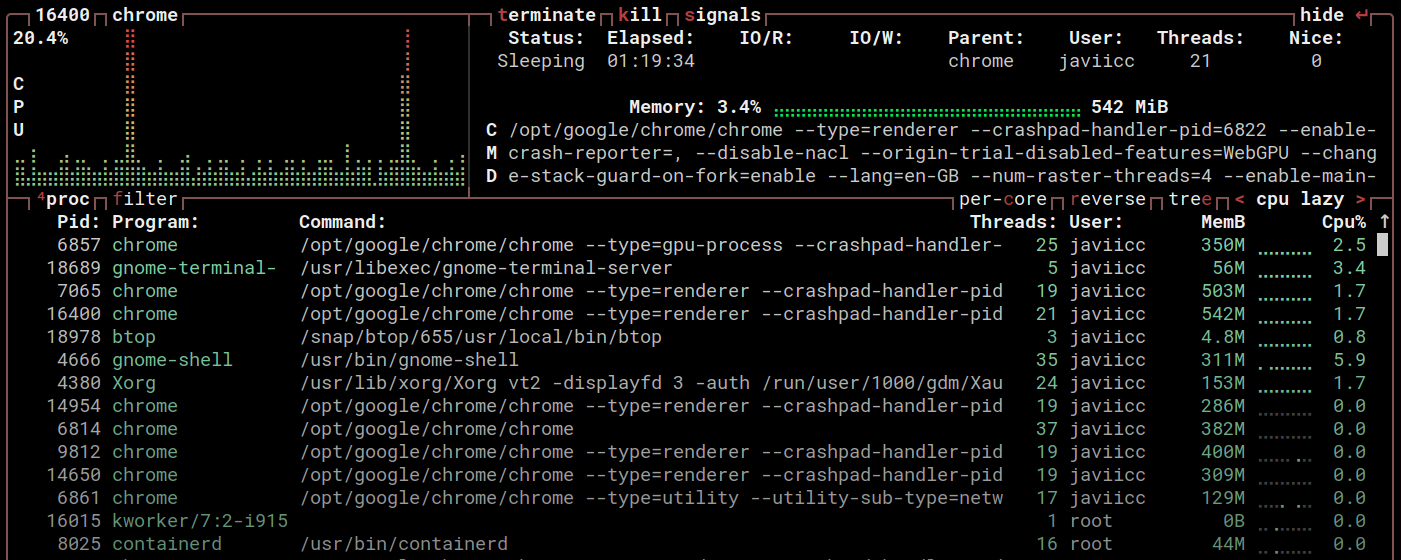 16400 chrome terminate kill signals hide ↵
20.4%
C
P
U
Status: Elapsed: IO/R: IO/W: Parent: User: Threads: Nice:
Sleeping 01:19:34 chrome javiicc 21 0
Memory: 3.4% 542 MiB
C /opt/google/chrome/chrome --type=renderer --crashpad-handler-pid=6822 --enable-
M crash-reporter=, --disable-nacl --origin-trial-disabled-features=WebGPU --chang
D e-stack-guard-on-fork=enable --lang=en-GB --num-raster-threads=4 --enable-main-
⁴proc filter per-core reverse tree < cpu lazy >
Pid: Program: Command: Threads: User: MemB Cpu% ↑
6857 chrome /opt/google/chrome/chrome --type=gpu-process --crashpad-handler- 25 javiicc 350M 2.5
18689 gnome-terminal- /usr/libexec/gnome-terminal-server 5 javiicc 56M 3.4
7065 chrome /opt/google/chrome/chrome --type=renderer --crashpad-handler-pid 19 javiicc 503M 1.7
16400 chrome /opt/google/chrome/chrome --type=renderer --crashpad-handler-pid 21 javiicc 542M 1.7
18978 btop /snap/btop/655/usr/local/bin/btop 3 javiicc 4.8M 0.8
4666 gnome-shell /usr/bin/gnome-shell 35 javiicc 311M 5.9
4380 Xorg /usr/lib/xorg/Xorg vt2 -displayfd 3 -auth /run/user/1000/gdm/Xau 24 javiicc 153M 1.7
14954 chrome /opt/google/chrome/chrome --type=renderer --crashpad-handler-pid 19 javiicc 286M 0.0
6814 chrome /opt/google/chrome/chrome 37 javiicc 382M 0.0
9812 chrome /opt/google/chrome/chrome --type=renderer --crashpad-handler-pid 19 javiicc 400M 0.0
14650 chrome /opt/google/chrome/chrome --type=renderer --crashpad-handler-pid 19 javiicc 309M 0.0
6861 chrome /opt/google/chrome/chrome --type=utility --utility-sub-type=netw 17 javiicc 129M 0.0
16015 kworker/7:2-i915 1 root 0B 0.0
8025 containerd /usr/bin/containerd 16 root 44M 0.0